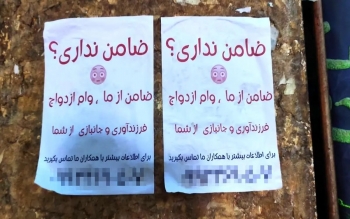 ضامن نداری؟
ضامن از ما , وام ازدواج
فرزندآوری و جانبازی از شما
برای اطلاعات بیشتر با همکاران ما تماس بگیرید
ضامن نداری؟
ضامن از ما , وام ازدواج
فرزندآوری و جانبازی از شما
برای اطلاعات بیشتر با همکاران ما تماس بگیرید